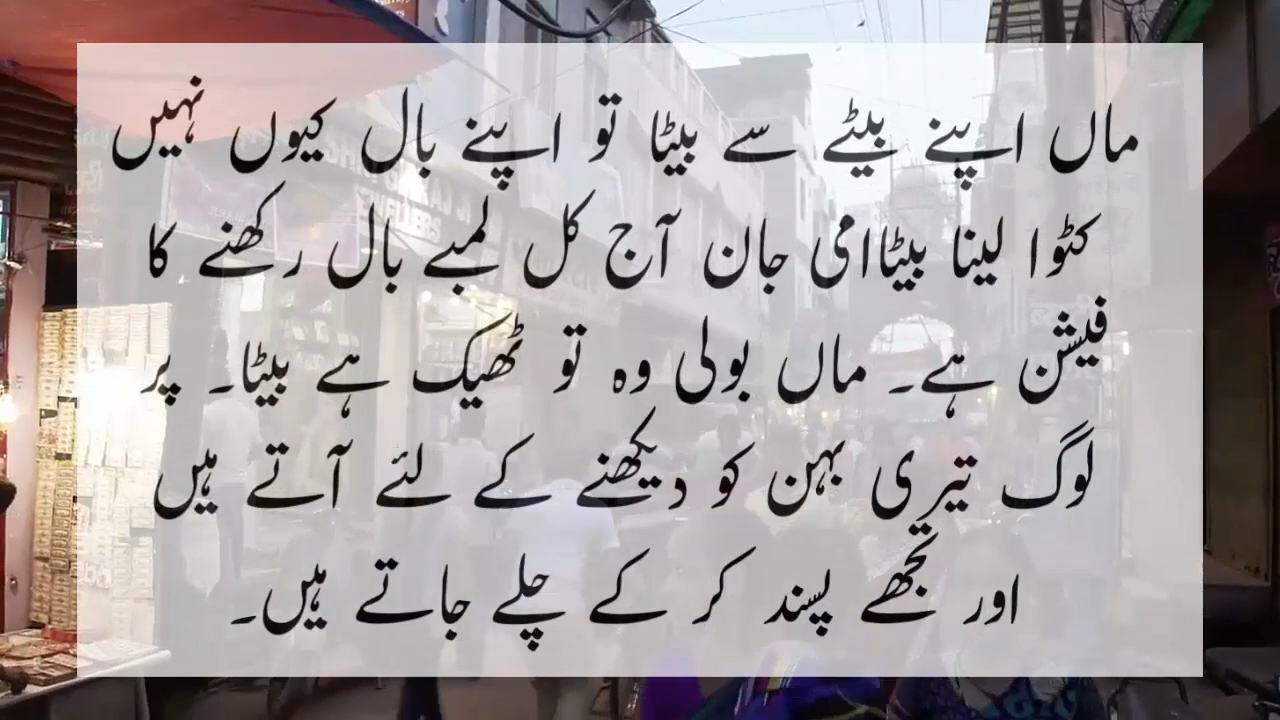 ماں اپنے بیٹے سے بیٹا تو اپنے بال کیوں نہیں
کٹوا لینا بیٹاامی جان آج کل لمبے بال رکھنے کا
فیشن ہے۔ ماں بولی وہ تو ٹھیک ہے بیٹا۔ پر
لوگ تیری بہن کو دیکھنے کے لئے آتے ہیں
اور تجھے پسند کر کے چلے جاتے ہیں۔